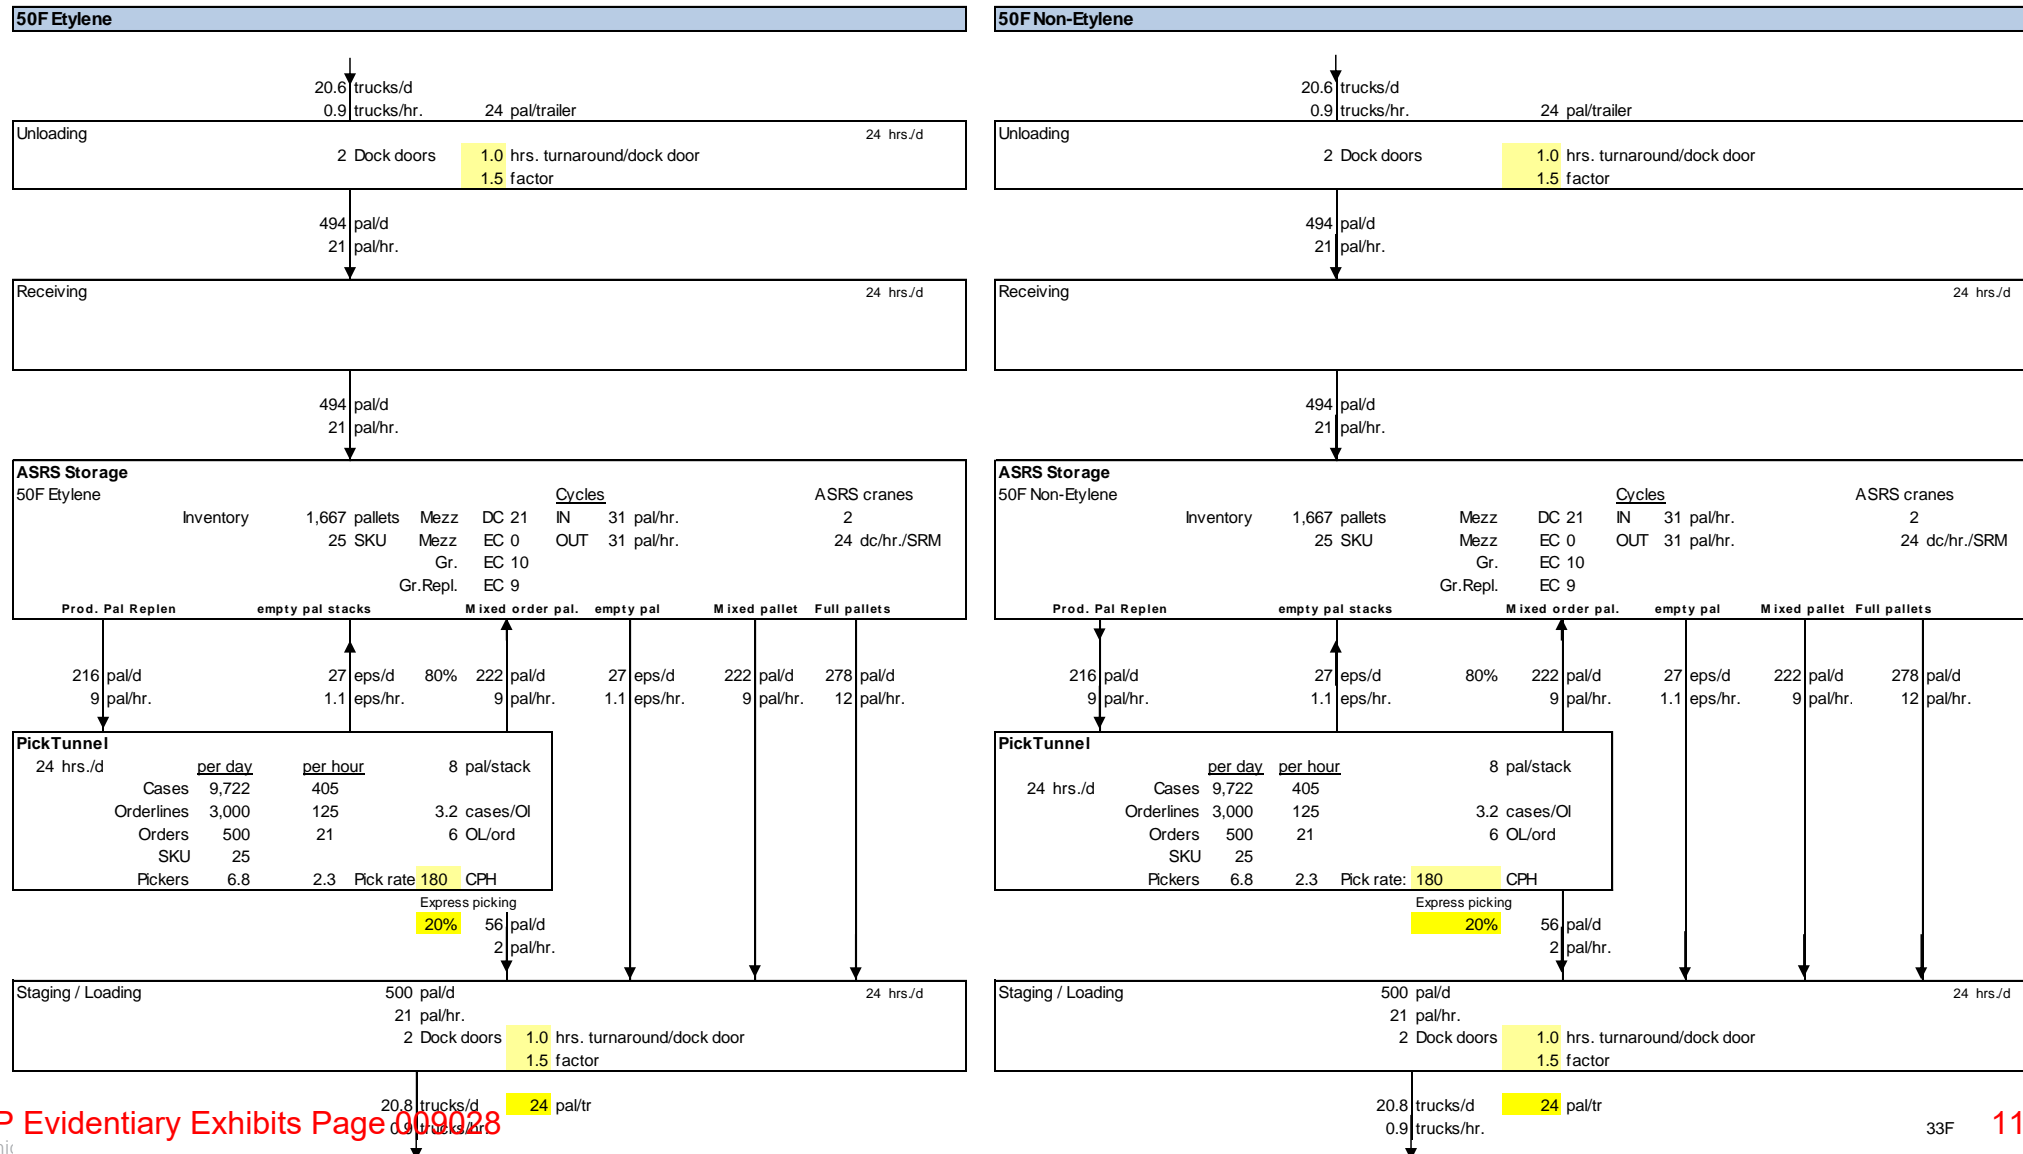 50F Etylene
20.6 trucks/d
0.9 trucks/hr. 24 pal/trailer
Unloading 24 hrs./d
2 Dock doors 1.0 hrs. turnaround/dock door
1.5 factor
494 pal/d
21 pal/hr.
Receiving 24 hrs./d
494 pal/d
21 pal/hr.
ASRS Storage
50F Etylene Cycles ASRS cranes
Inventory 1,667 pallets Mezz DC 21 IN 31 pal/hr. 2
25 SKU Mezz EC 0 OUT 31 pal/hr. 24 dc/hr./SRM
Gr. EC 10
Gr.Repl. EC 9
Prod. Pal Replen empty pal stacks Mixed order pal. empty pal Mixed pallet Full pallets
216 pal/d 27 eps/d 80% 222 pal/d 27 eps/d 222 pal/d 278 pal/d
9 pal/hr. 1.1 eps/hr. 9 pal/hr. 1.1 eps/hr. 9 pal/hr. 12 pal/hr.
PickTunnel
24 hrs./d per day per hour 8 pal/stack
Cases 9,722 405
Orderlines 3,000 125 3.2 cases/Ol
Orders 500 21 6 OL/ord
SKU 25
Pickers 6.8 2.3 Pick rate 180 CPH
Express picking
20% 56 pal/d
2 pal/hr.
Staging / Loading 500 pal/d 24 hrs./d
21 pal/hr.
2 Dock doors 1.0 hrs. turnaround/dock door
1.5 factor
20.8 trucks/d 24 pal/tr
0.9 trucks/hr.
50F Non-Etylene
20.6 trucks/d
0.9 trucks/hr. 24 pal/trailer
Unloading
2 Dock doors 1.0 hrs. turnaround/dock door
1.5 factor
494 pal/d
21 pal/hr.
Receiving 24 hrs./d
494 pal/d
21 pal/hr.
ASRS Storage
50F Non-Etylene Cycles ASRS cranes
Inventory 1,667 pallets Mezz DC 21 IN 31 pal/hr. 2
25 SKU Mezz EC 0 OUT 31 pal/hr. 24 dc/hr./SRM
Gr. EC 10
Gr.Repl. EC 9
Prod. Pal Replen empty pal stacks Mixed order pal. empty pal Mixed pallet Full pallets
216 pal/d 27 eps/d 80% 222 pal/d 27 eps/d 222 pal/d 278 pal/d
9 pal/hr. 1.1 eps/hr. 9 pal/hr. 1.1 eps/hr. 9 pal/hr. 12 pal/hr.
PickTunnel
per day per hour 8 pal/stack
24 hrs./d Cases 9,722 405
Orderlines 3,000 125 3.2 cases/Ol
Orders 500 21 6 OL/ord
SKU 25
Pickers 6.8 2.3 Pick rate: 180 CPH
Express picking
20% 56 pal/d
2 pal/hr.
Staging / Loading 500 pal/d 24 hrs./d
21 pal/hr.
2 Dock doors 1.0 hrs. turnaround/dock door
1.5 factor
20.8 trucks/d 24 pal/tr
0.9 trucks/hr.
33F
P Evidentiary Exhibits Page 009028
11